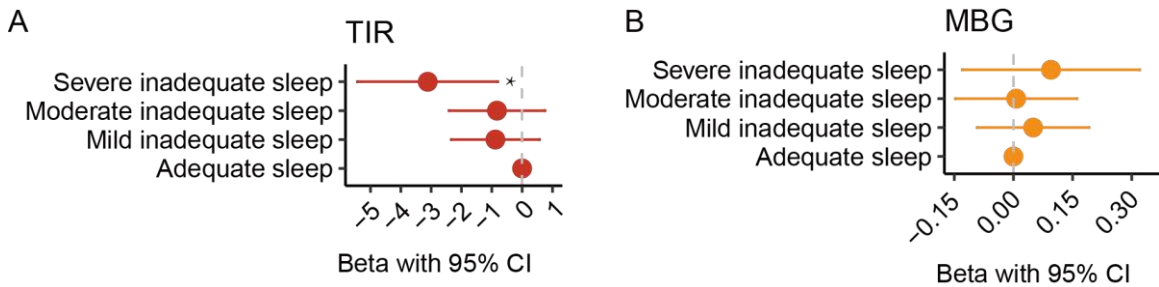 A
TIR
Severe inadequate sleep
*
Moderate inadequate sleep
Mild inadequate sleep
Adequate sleep
−5 −4 −3 −2 −1 0 1
Beta with 95% CI
B
MBG
Severe inadequate sleep
Moderate inadequate sleep
Mild inadequate sleep
Adequate sleep
−0.15 0.00 0.15 0.30
Beta with 95% CI